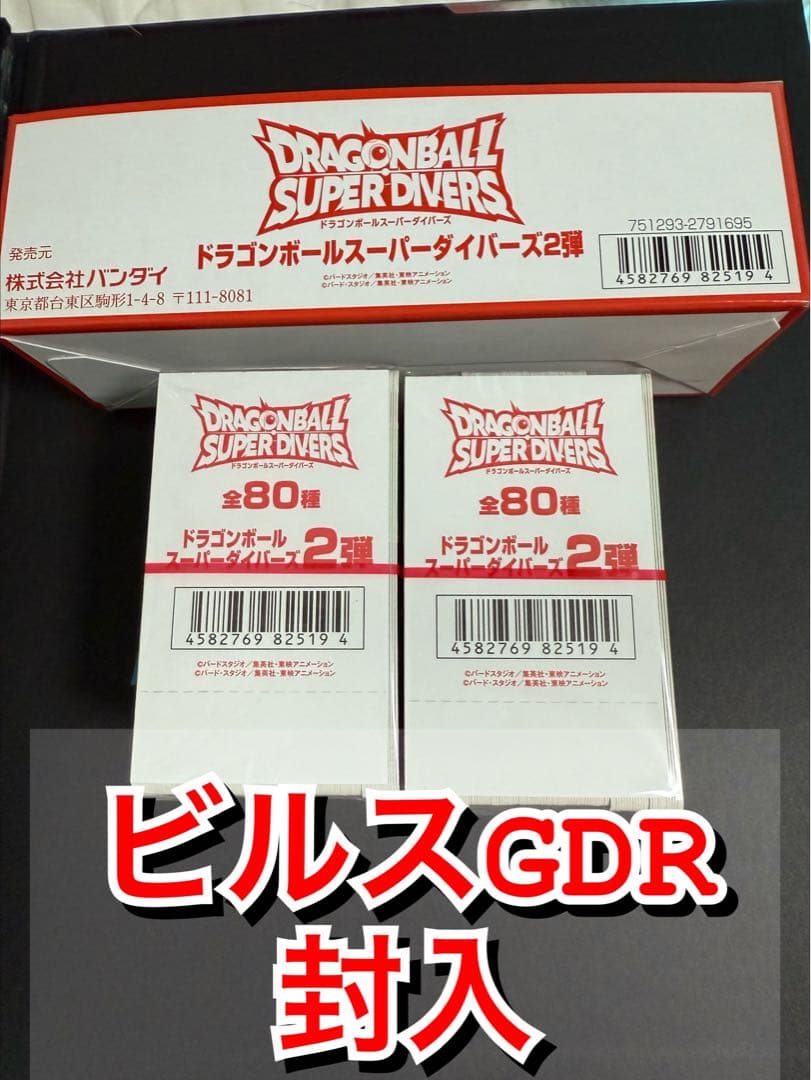 DRAGONBALL
SUPER DIVERS
ドラゴンボールスーパーダイバーズ
ドラゴンボールスーパーダイバーズ2弾
©バードスタジオ/集英社・東映アニメーション
©バード・スタジオ/集英社・東映アニメーション
発売元
株式会社バンダイ
東京都台東区駒形1-4-8 〒111-8081
751293-2791695
4582769 82519 4
DRAGONBALL
SUPER DIVERS
ドラゴンボールスーパーダイバーズ
全80種
ドラゴンボール
スーパーダイバーズ2弾
4582769 82519 4
©バードスタジオ/集英社・東映アニメーション
©バード・スタジオ/集英社・東映アニメーション
DRAGONBALL
SUPER DIVERS
ドラゴンボールスーパーダイバーズ
全80種
ドラゴンボール
スーパーダイバーズ2弾
4582769 82519 4
©バードスタジオ/集英社・東映アニメーション
©バード・スタジオ/集英社・東映アニメーション
ビルスGDR
封入